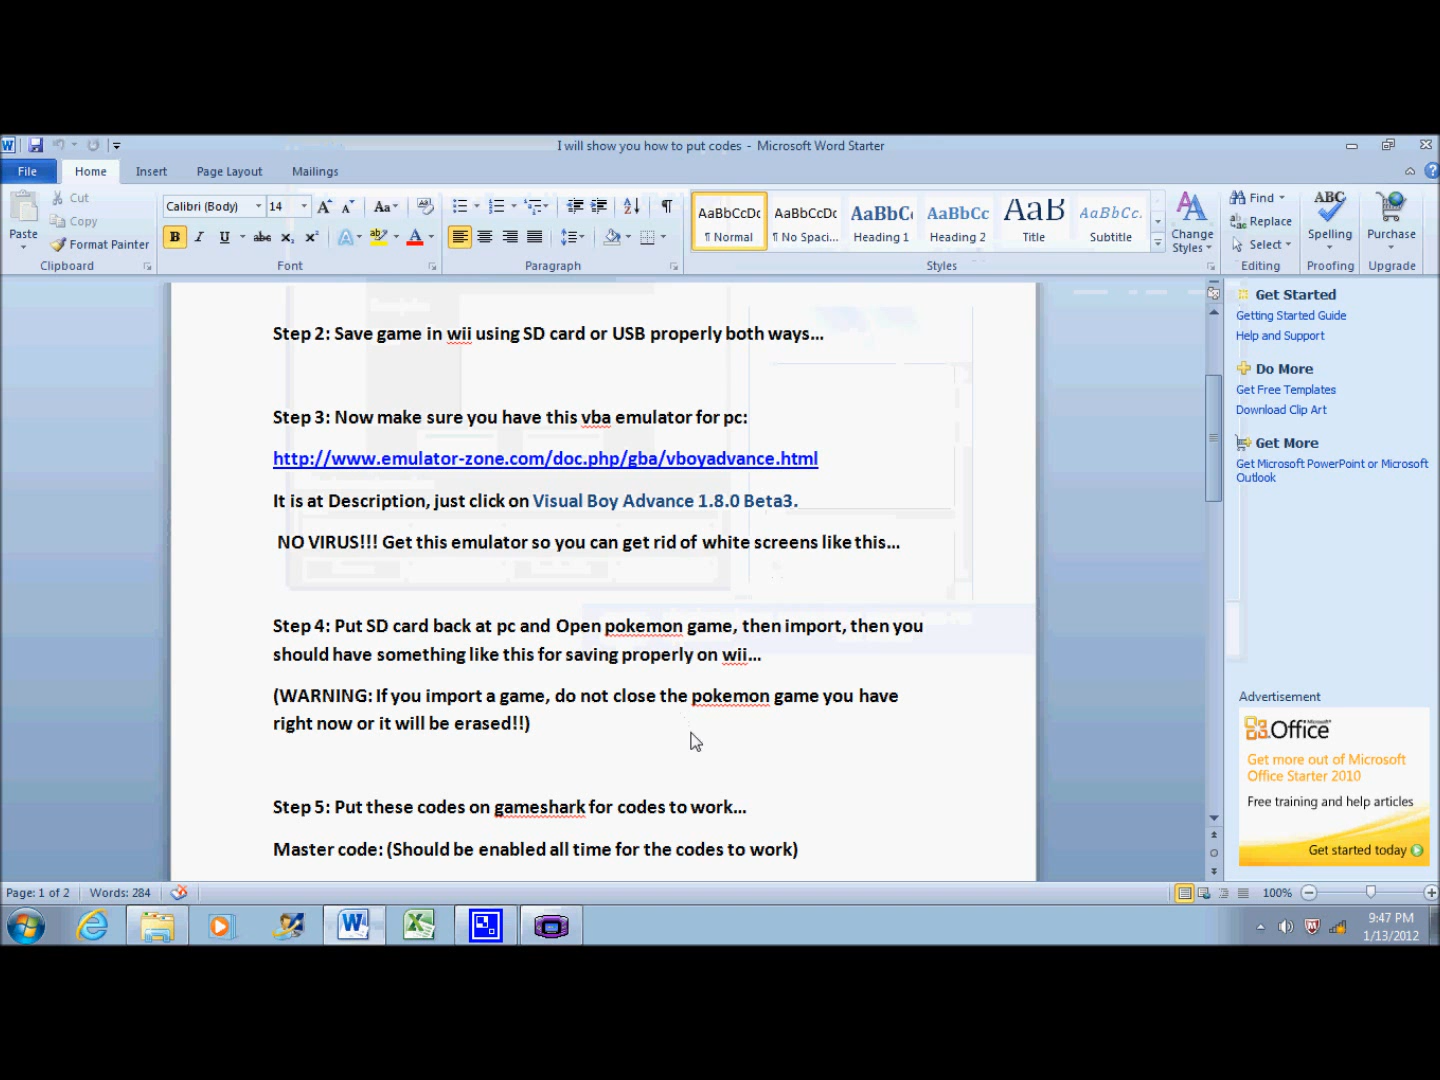 I will show you how to put codes - Microsoft Word Starter
File Home Insert Page Layout Mailings
Paste Cut Copy Format Painter
Calibri (Body) 14
AaBbCcDc AaBbCcDc AaBbC AaBbCc AaB AaBbCc.
¶ Normal ¶ No Spaci... Heading 1 Heading 2 Title Subtitle
Change Styles
Find Replace Select
Spelling Purchase
Clipboard Font Paragraph Styles Editing Proofing Upgrade
Step 2: Save game in wii using SD card or USB properly both ways...
Step 3: Now make sure you have this vba emulator for pc:
http://www.emulator-zone.com/doc.php/gba/vboyadvance.html
It is at Description, just click on Visual Boy Advance 1.8.0 Beta3.
NO VIRUS!!! Get this emulator so you can get rid of white screens like this...
Step 4: Put SD card back at pc and Open pokemon game, then import, then you
should have something like this for saving properly on wii...
(WARNING: If you import a game, do not close the pokemon game you have
right now or it will be erased!!)
Step 5: Put these codes on gameshark for codes to work...
Master code: (Should be enabled all time for the codes to work)
Get Started
Getting Started Guide
Help and Support
Do More
Get Free Templates
Download Clip Art
Get More
Get Microsoft PowerPoint or Microsoft
Outlook
Advertisement
Microsoft
Office
Get more out of Microsoft
Office Starter 2010
Free training and help articles
Get started today
Page: 1 of 2 Words: 284
100%
9:47 PM
1/13/2012